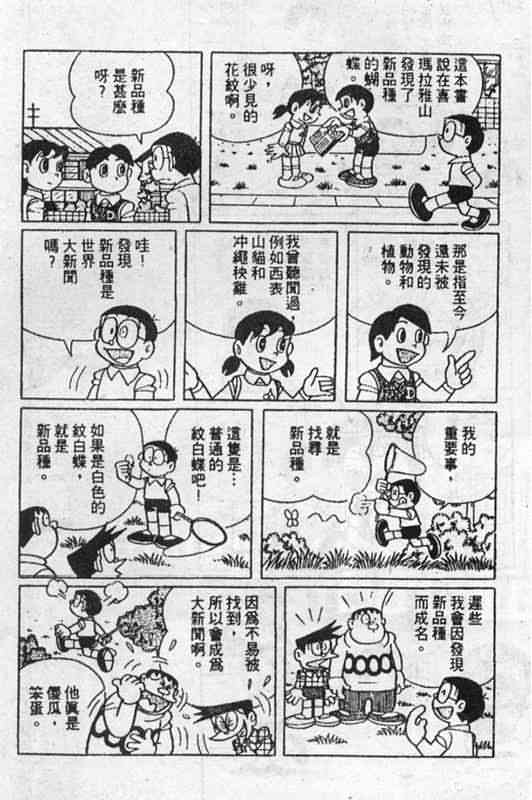 這本書
說在喜
瑪拉雅山
發現了
新品種
的蝴
蝶。
呀，
很少見的
花紋啊。
新品種
是甚麼
呀？
那是指至今
還未被
發現的
動物和
植物。
我曾聽聞過，
例如西表
山貓和
沖繩秧雞。
哇！
發現
新品種是
世界
大新聞
嗎？
我的
重要事，
就是
找尋
新品種。
這隻是…
普通的
紋白蝶吧！
如果是白色的
紋白蝶，
就是
新品種。
遲些
我會因發現
新品種
而成名。
因為不易被
找到，
所以會成為
大新聞啊。
他真是
傻瓜，
笨蛋。